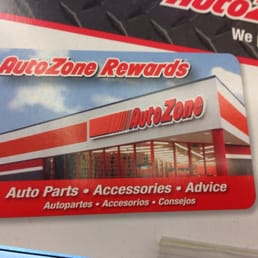 AutoZone Rewards
AutoZone
Auto Parts • Accessories • Advice
Autopartes • Accesorios • Consejos
We